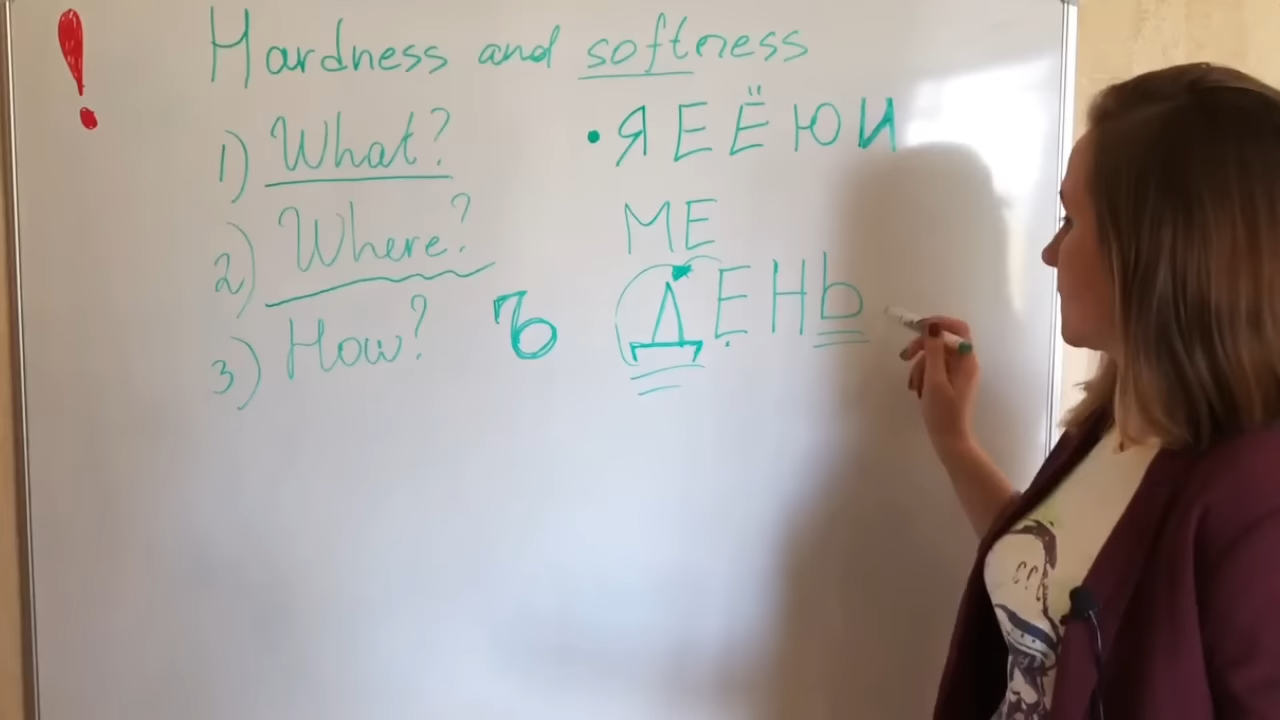 !
Hardness and softness
1) What?
2) Where?
3) How?
• Я Е Ё Ю И
МЕ
ДЕНЬ
Ъ